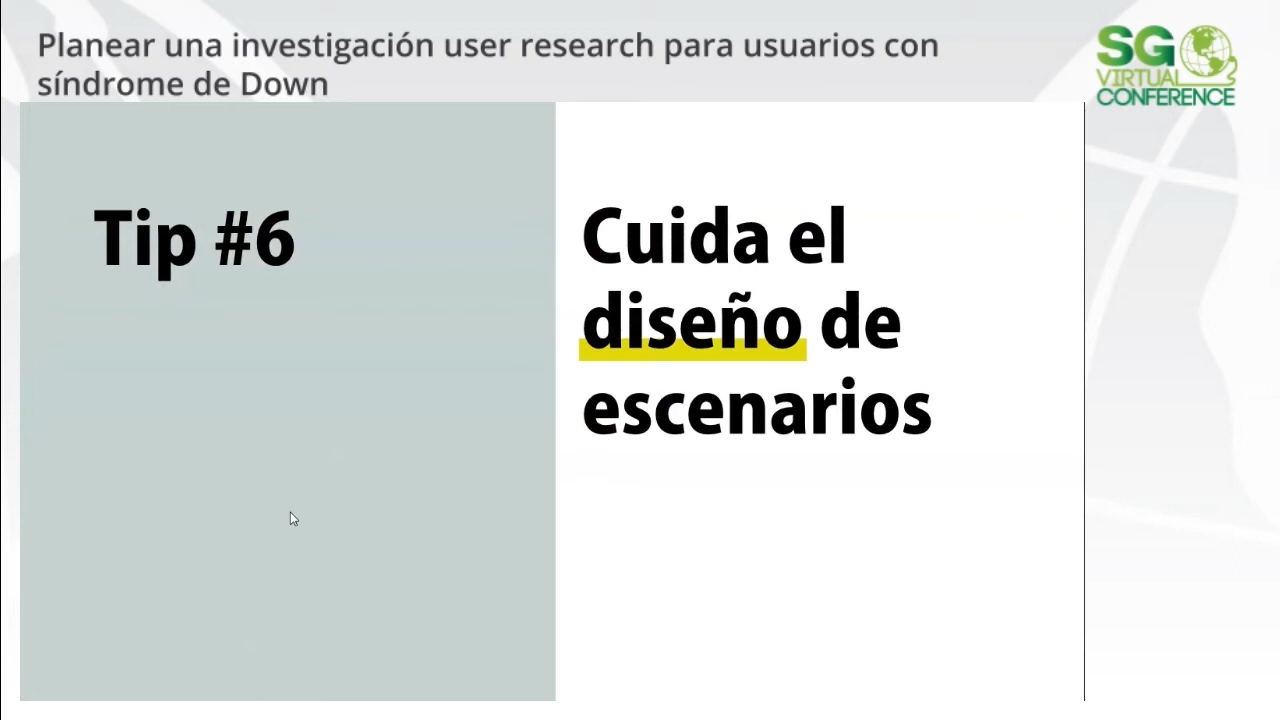 Planear una investigación user research para usuarios con
síndrome de Down
SG
VIRTUAL
CONFERENCE
Tip #6
Cuida el
diseño de
escenarios